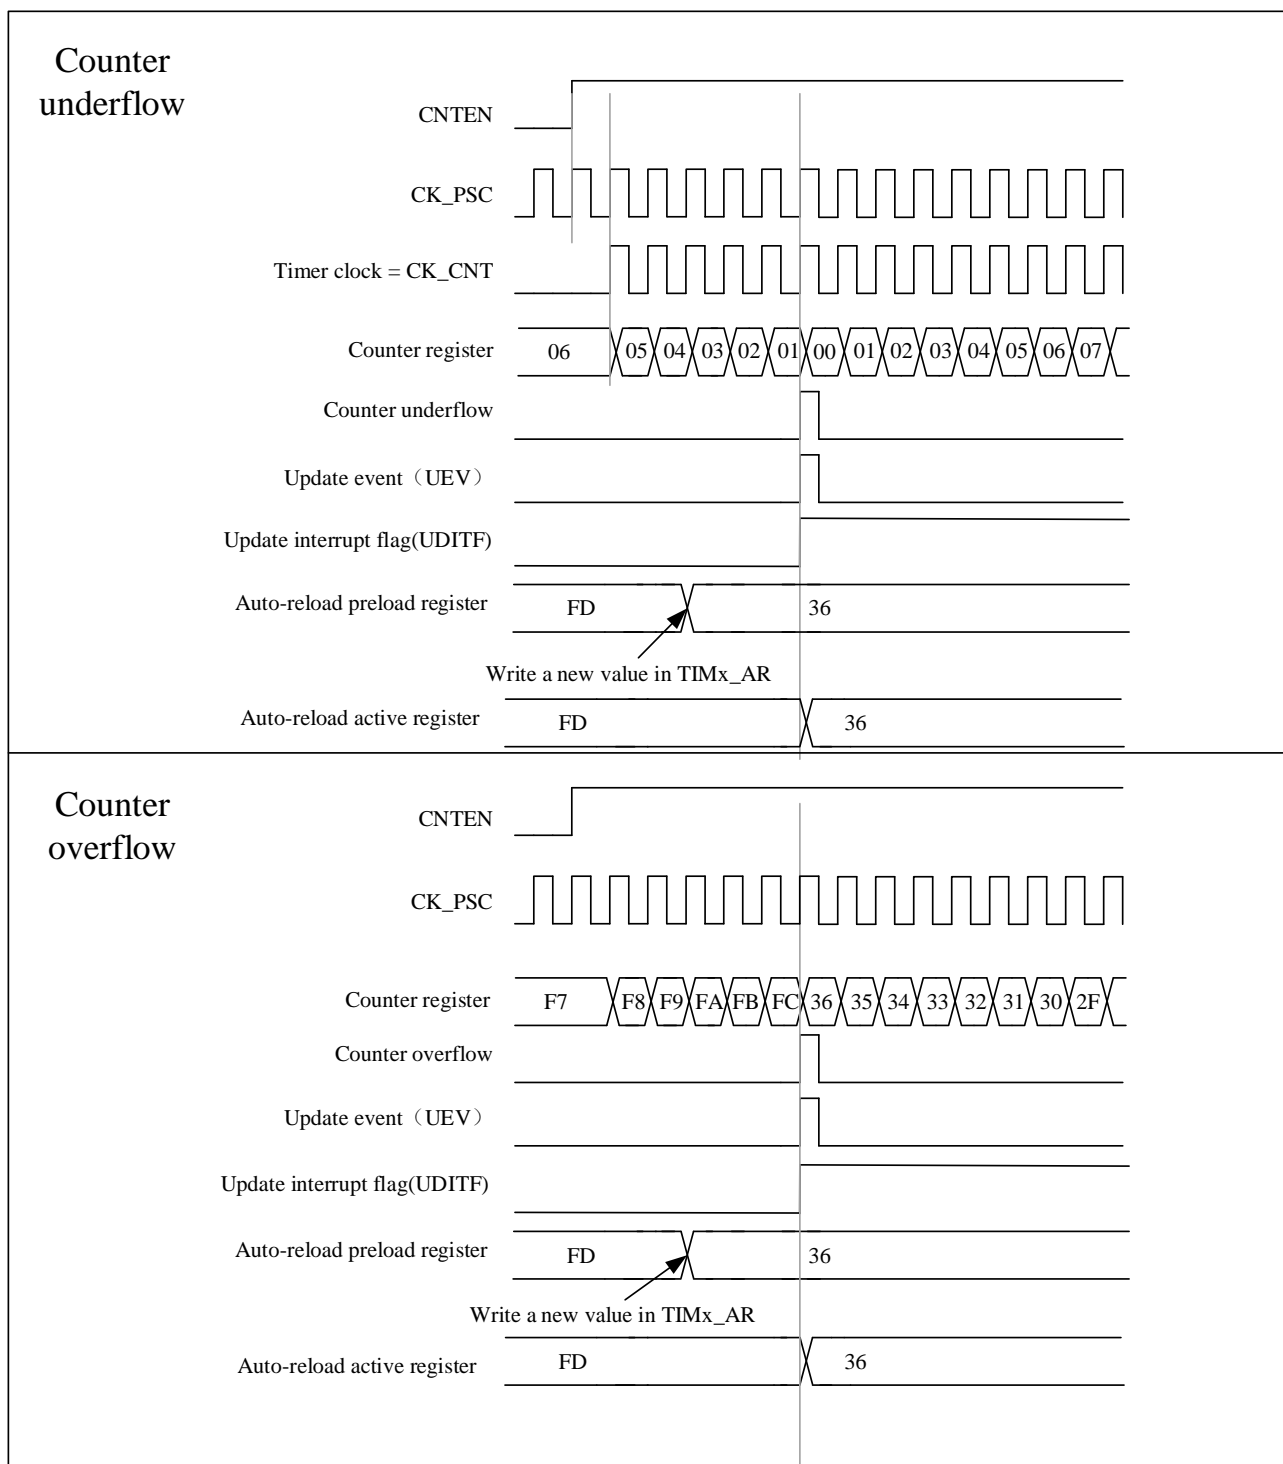 Counter
underflow
CNTEN
CK_PSC
Timer clock = CK_CNT
Counter register 06 05 04 03 02 01 00 01 02 03 04 05 06 07
Counter underflow
Update event（UEV）
Update interrupt flag(UDITF)
Auto-reload preload register FD 36
Write a new value in TIMx_AR
Auto-reload active register FD 36
Counter
overflow
CNTEN
CK_PSC
Counter register F7 F8 F9 FA FB FC 36 35 34 33 32 31 30 2F
Counter overflow
Update event（UEV）
Update interrupt flag(UDITF)
Auto-reload preload register FD 36
Write a new value in TIMx_AR
Auto-reload active register FD 36